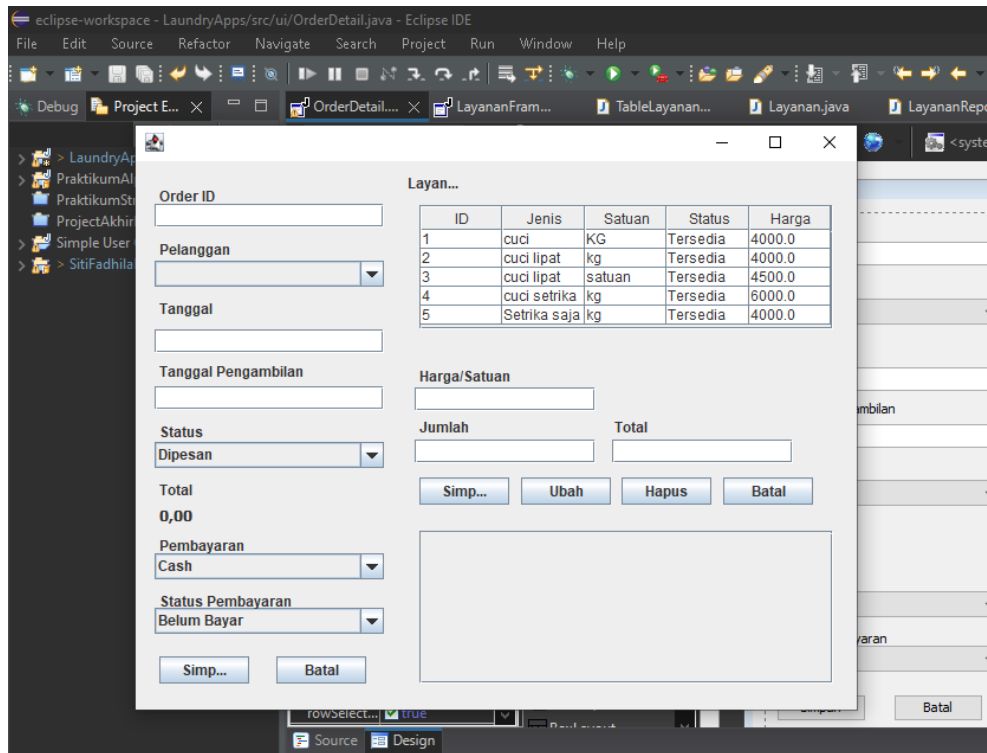 eclipse-workspace - LaundryApps/src/ui/OrderDetail.java - Eclipse IDE
File Edit Source Refactor Navigate Search Project Run Window Help
Debug Project E... OrderDetail.... LayananFram... TableLayanan... Layanan.java LayananRepo
<syste
> LaundryAp
PraktikumAl
PraktikumStr
ProjectAkhir
Simple User
> SitiFadhila
Order ID
Pelanggan
Tanggal
Tanggal Pengambilan
Status
Dipesan
Total
0,00
Pembayaran
Cash
Status Pembayaran
Belum Bayar
Simp... Batal
Layan...
ID Jenis Satuan Status Harga
1 cuci KG Tersedia 4000.0
2 cuci lipat kg Tersedia 4000.0
3 cuci lipat satuan Tersedia 4500.0
4 cuci setrika kg Tersedia 6000.0
5 Setrika saja kg Tersedia 4000.0
Harga/Satuan
Jumlah Total
Simp... Ubah Hapus Batal
ambilan
yaran
Batal
rowSelect... true
Source Design